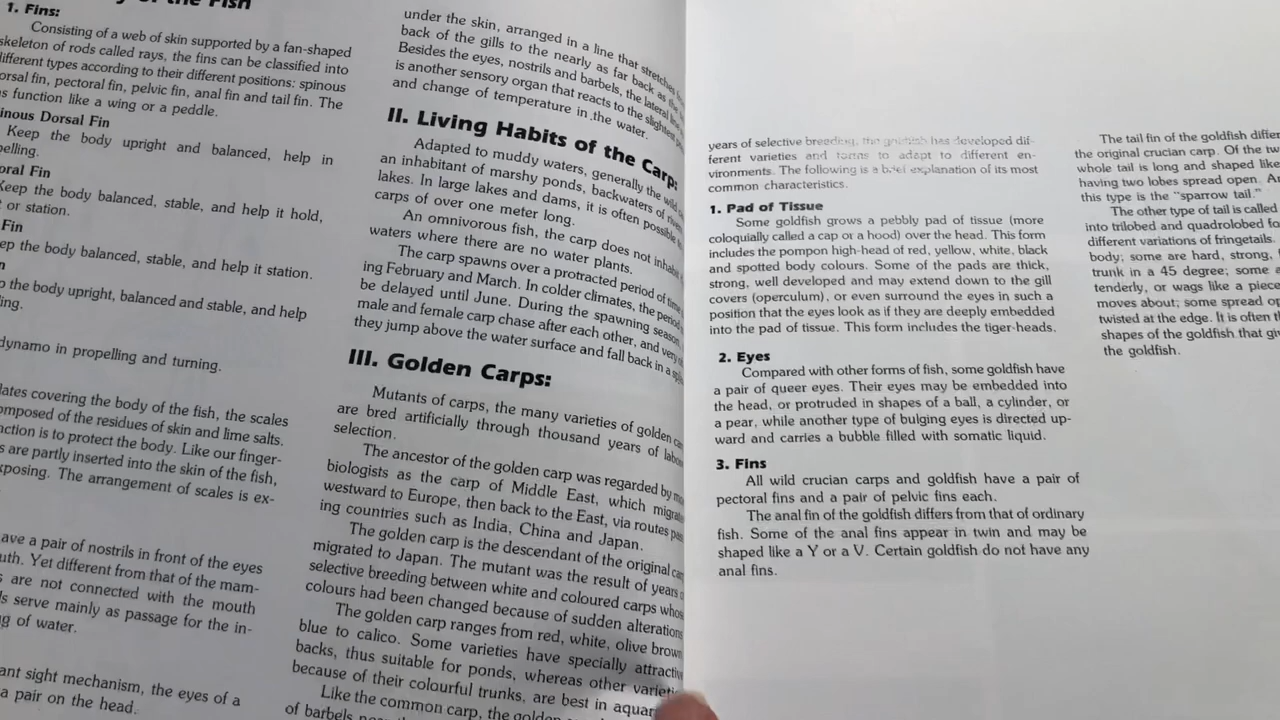 of the Fish
1. Fins:
Consisting of a web of skin supported by a fan-shaped
skeleton of rods called rays, the fins can be classified into
different types according to their different positions: spinous
orsal fin, pectoral fin, pelvic fin, anal fin and tail fin. The
s function like a wing or a peddle.
inous Dorsal Fin
Keep the body upright and balanced, help in
pelling.
oral Fin
Keep the body balanced, stable, and help it hold,
or station.
Fin
ep the body balanced, stable, and help it station.
n
p the body upright, balanced and stable, and help
ing.
dynamo in propelling and turning.
lates covering the body of the fish, the scales
omposed of the residues of skin and lime salts.
nction is to protect the body. Like our finger-
s are partly inserted into the skin of the fish,
xposing. The arrangement of scales is ex-
ave a pair of nostrils in front of the eyes
uth. Yet different from that of the mam-
s are not connected with the mouth
ls serve mainly as passage for the in-
g of water.
ant sight mechanism, the eyes of a
a pair on the head.
under the skin, arranged in a line that stretches
back of the gills to the nearly as far back as the
Besides the eyes, nostrils and barbels, the lateral
is another sensory organ that reacts to the slightest
and change of temperature in the water.
II. Living Habits of the Carp:
Adapted to muddy waters, generally the wild
an inhabitant of marshy ponds, backwaters of
lakes. In large lakes and dams, it is often possible
carps of over one meter long.
An omnivorous fish, the carp does not inhabit
waters where there are no water plants.
The carp spawns over a protracted period of time
ing February and March. In colder climates, the period
be delayed until June. During the spawning season,
male and female carp chase after each other, and very
they jump above the water surface and fall back in a
III. Golden Carps:
Mutants of carps, the many varieties of golden
are bred artificially through thousand years of
selection.
The ancestor of the golden carp was regarded by
biologists as the carp of Middle East, which
westward to Europe, then back to the East, via routes
ing countries such as India, China and Japan.
The golden carp is the descendant of the original
migrated to Japan. The mutant was the result of years
selective breeding between white and coloured carps
colours had been changed because of sudden alterations
The golden carp ranges from red, white, olive brown
blue to calico. Some varieties have specially
backs, thus suitable for ponds, whereas other
because of their colourful trunks, are best in
Like the common carp, the golden
of barbels
years of selective breeding, the goldfish has developed dif-
ferent varieties and forms to adapt to different en-
vironments. The following is a brief explanation of its most
common characteristics.
1. Pad of Tissue
Some goldfish grows a pebbly pad of tissue (more
coloquially called a cap or a hood) over the head. This form
includes the pompon high-head of red, yellow, white, black
and spotted body colours. Some of the pads are thick,
strong, well developed and may extend down to the gill
covers (operculum), or even surround the eyes in such a
position that the eyes look as if they are deeply embedded
into the pad of tissue. This form includes the tiger-heads.
2. Eyes
Compared with other forms of fish, some goldfish have
a pair of queer eyes. Their eyes may be embedded into
the head, or protruded in shapes of a ball, a cylinder, or
a pear, while another type of bulging eyes is directed up-
ward and carries a bubble filled with somatic liquid.
3. Fins
All wild crucian carps and goldfish have a pair of
pectoral fins and a pair of pelvic fins each.
The anal fin of the goldfish differs from that of ordinary
fish. Some of the anal fins appear in twin and may be
shaped like a Y or a V. Certain goldfish do not have any
anal fins.
The tail fin of the goldfish
the original carp. Of the
whole tail is long and shaped like
having two lobes spread open.
this type is the "sparrow tail."
The other type of tail is called
into trilobed and quadrolobed
different variations of fringetails.
body; some are hard, strong,
trunk in a 45 degree; some
tenderly, or wags like a piece
moves about; some spread
twisted at the edge. It is often
shapes of the goldfish that
the goldfish.